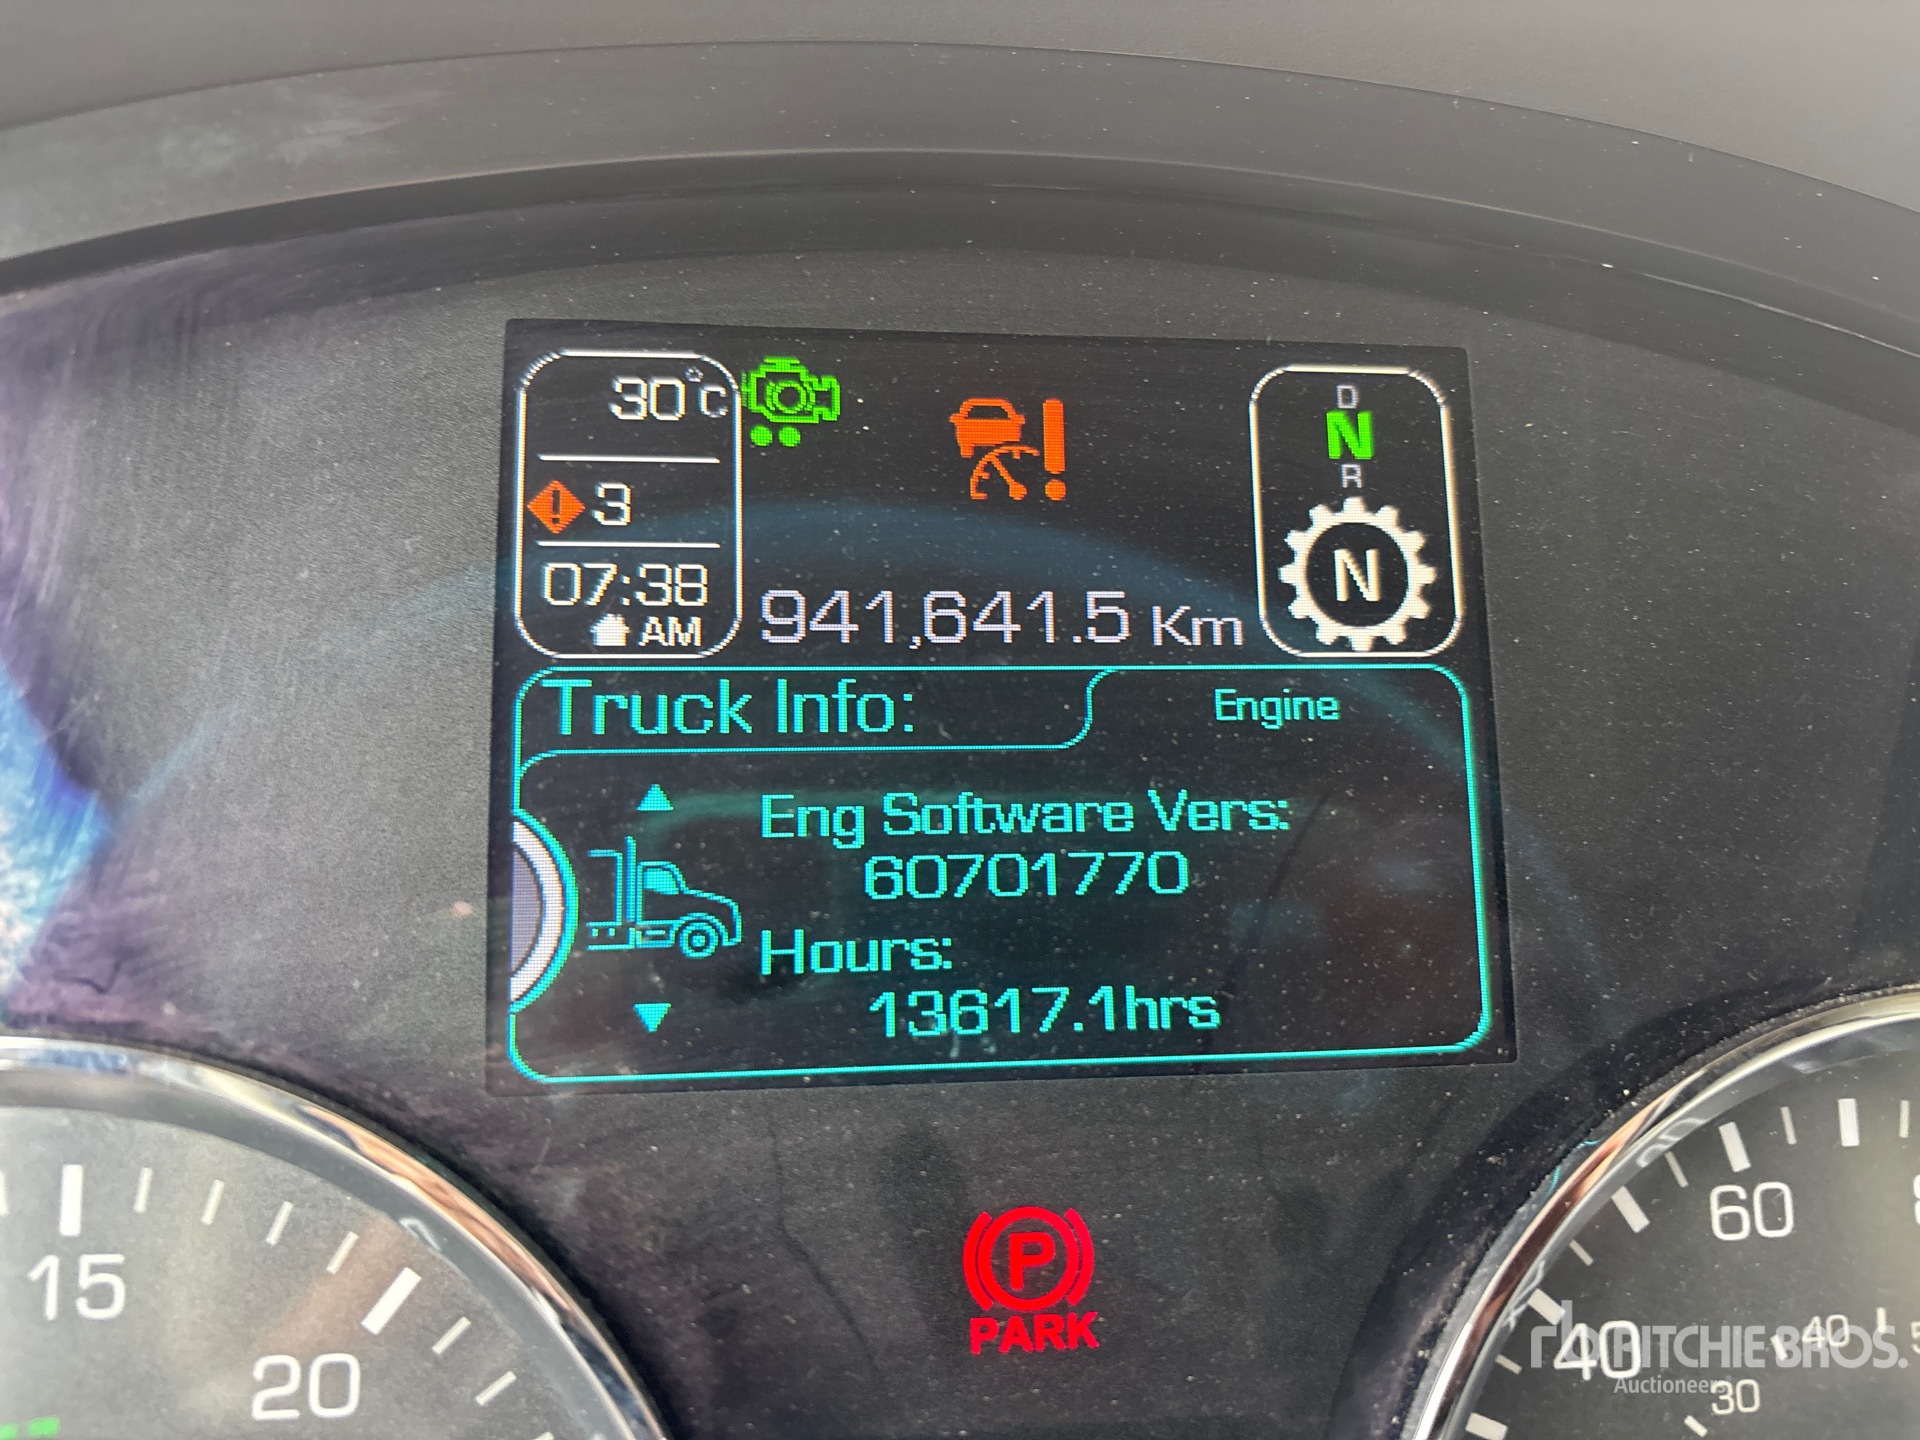 30°C
3
07:38
AM
941,641.5 Km
D
N
R
N
Truck Info:
Engine
Eng Software Vers:
60701770
Hours:
13617.1hrs
P
PARK
15
20
60
40
40
30
RITCHIE BROS.
Auctioneers